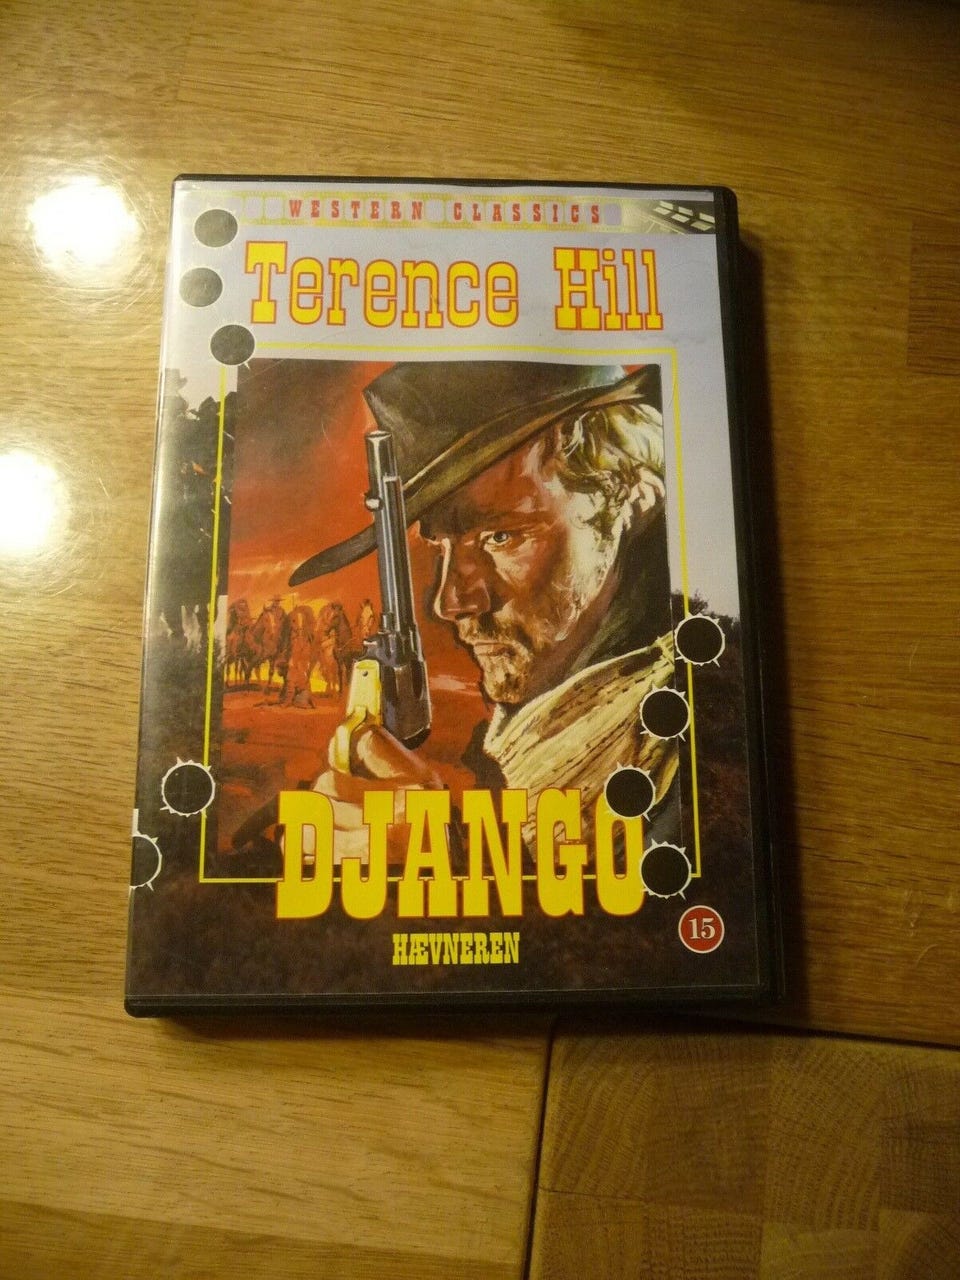 WESTERN CLASSICS
Terence Hill
DJANGO
HÆVNEREN
15